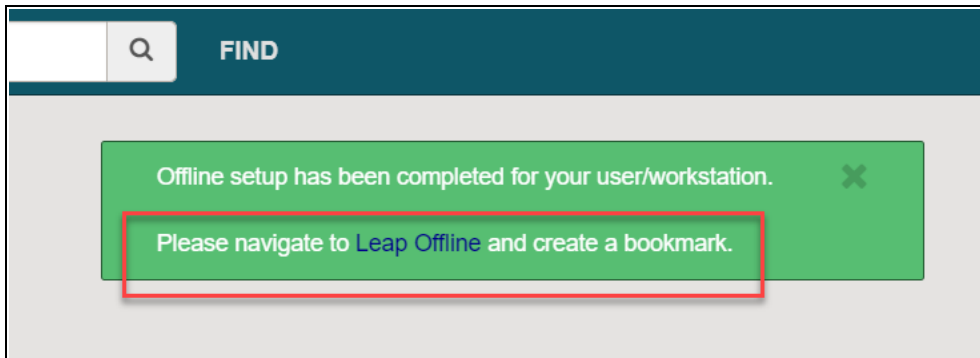 FIND
Offline setup has been completed for your user/workstation.
Please navigate to Leap Offline and create a bookmark.